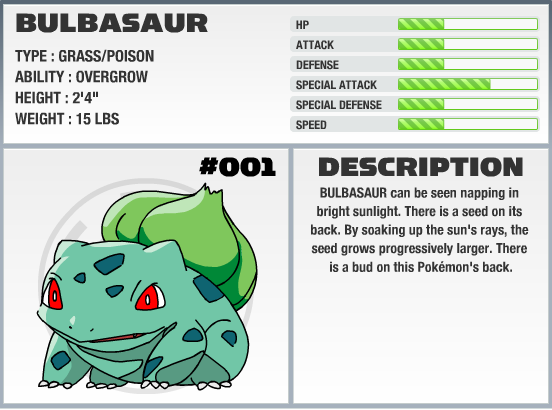 BULBASAUR
TYPE : GRASS/POISON
ABILITY : OVERGROW
HEIGHT : 2'4"
WEIGHT : 15 LBS
HP
ATTACK
DEFENSE
SPECIAL ATTACK
SPECIAL DEFENSE
SPEED
#001
DESCRIPTION
BULBASAUR can be seen napping in
bright sunlight. There is a seed on its
back. By soaking up the sun's rays, the
seed grows progressively larger. There
is a bud on this Pokémon's back.